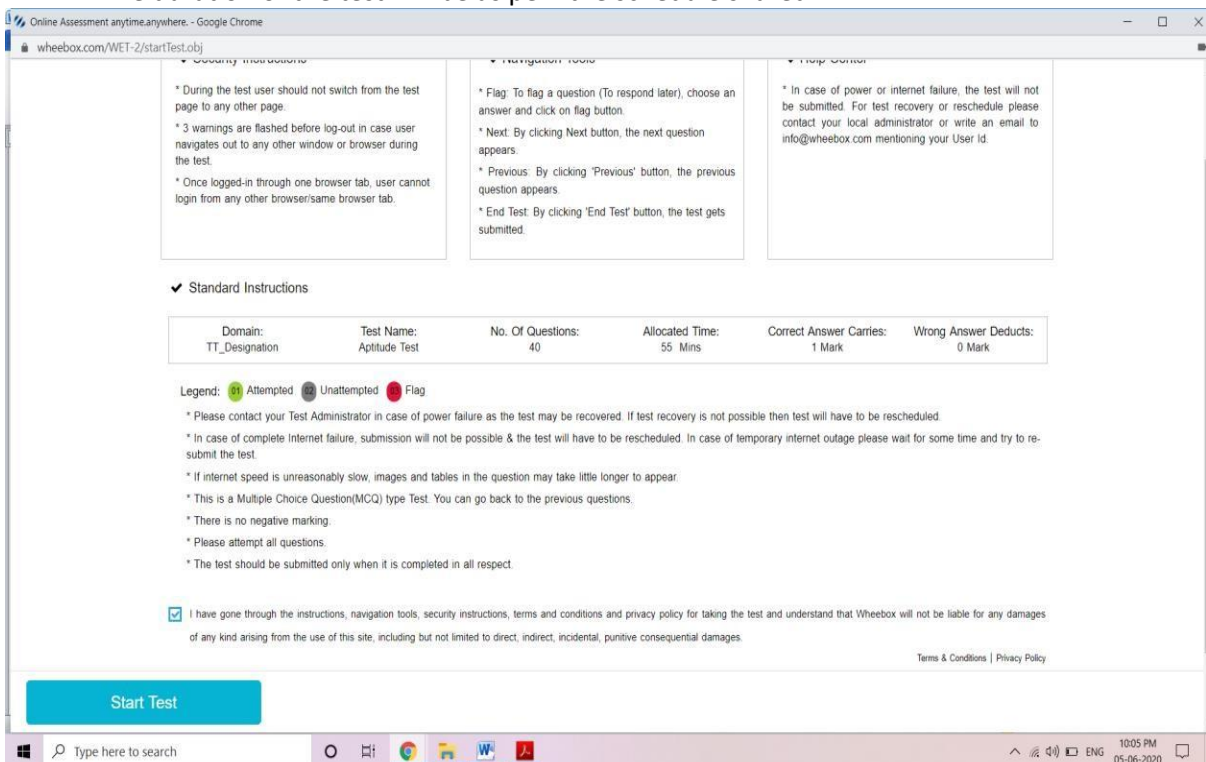 Online Assessment anytime.anywhere. - Google Chrome
wheebox.com/WET-2/startTest.obj
* During the test user should not switch from the test
page to any other page.
* 3 warnings are flashed before log-out in case user
navigates out to any other window or browser during
the test.
* Once logged-in through one browser tab, user cannot
login from any other browser/same browser tab.
* Flag: To flag a question (To respond later), choose an
answer and click on flag button.
* Next: By clicking Next button, the next question
appears.
* Previous: By clicking 'Previous' button, the previous
question appears.
* End Test: By clicking 'End Test' button, the test gets
submitted.
* In case of power or internet failure, the test will not
be submitted. For test recovery or reschedule please
contact your local administrator or write an email to
info@wheebox.com mentioning your User Id.
Standard Instructions
Domain: Test Name: No. Of Questions: Allocated Time: Correct Answer Carries: Wrong Answer Deducts:
TT_Designation Aptitude Test 40 55 Mins 1 Mark 0 Mark
Legend: 01 Attempted 02 Unattempted 03 Flag
* Please contact your Test Administrator in case of power failure as the test may be recovered. If test recovery is not possible then test will have to be rescheduled.
* In case of complete Internet failure, submission will not be possible & the test will have to be rescheduled. In case of temporary internet outage please wait for some time and try to re-
submit the test.
* If internet speed is unreasonably slow, images and tables in the question may take little longer to appear.
* This is a Multiple Choice Question(MCQ) type Test. You can go back to the previous questions.
* There is no negative marking.
* Please attempt all questions.
* The test should be submitted only when it is completed in all respect.
I have gone through the instructions, navigation tools, security instructions, terms and conditions and privacy policy for taking the test and understand that Wheebox will not be liable for any damages
of any kind arising from the use of this site, including but not limited to direct, indirect, incidental, punitive consequential damages.
Terms & Conditions | Privacy Policy
Start Test
Type here to search
ENG
10:05 PM
05-06-2020